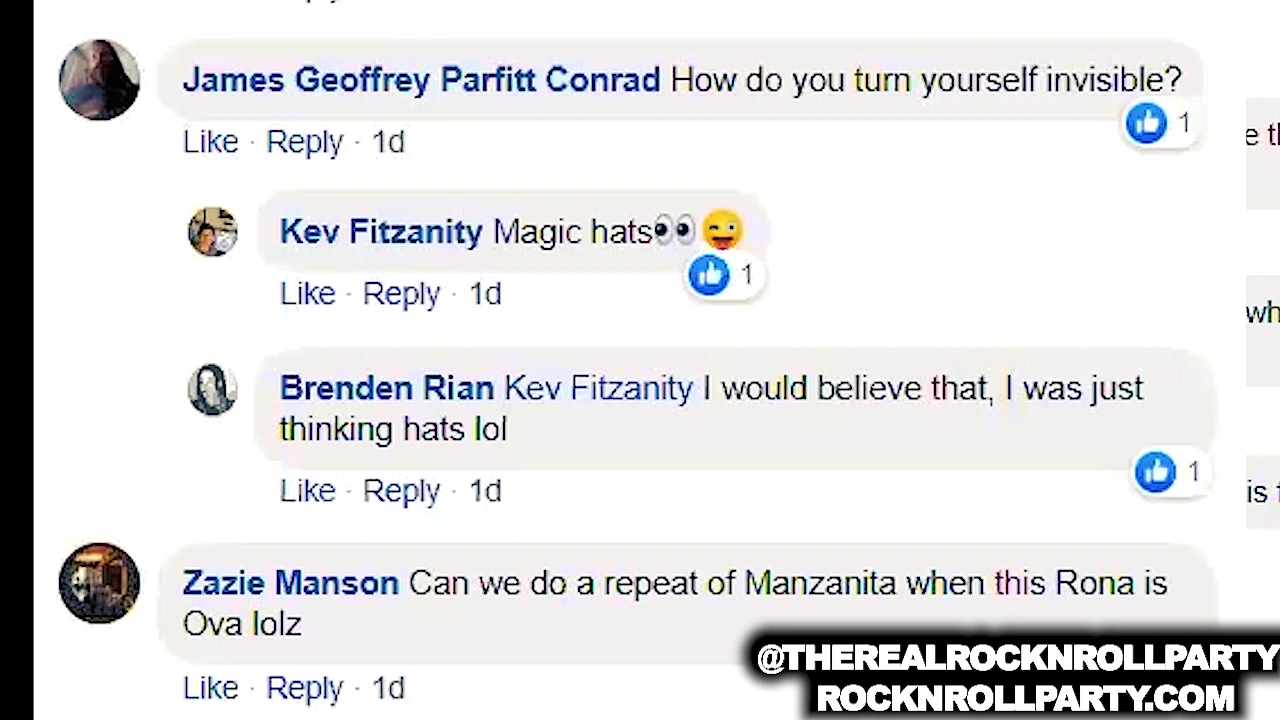 James Geoffrey Parfitt Conrad How do you turn yourself invisible?
1
Like · Reply · 1d
Kev Fitzanity Magic hats👀😜
1
Like · Reply · 1d
Brenden Rian Kev Fitzanity I would believe that, I was just
thinking hats lol
1
Like · Reply · 1d
Zazie Manson Can we do a repeat of Manzanita when this Rona is
Ova lolz
Like · Reply · 1d
@THEREALROCKNROLLPARTY
ROCKNROLLPARTY.COM
is